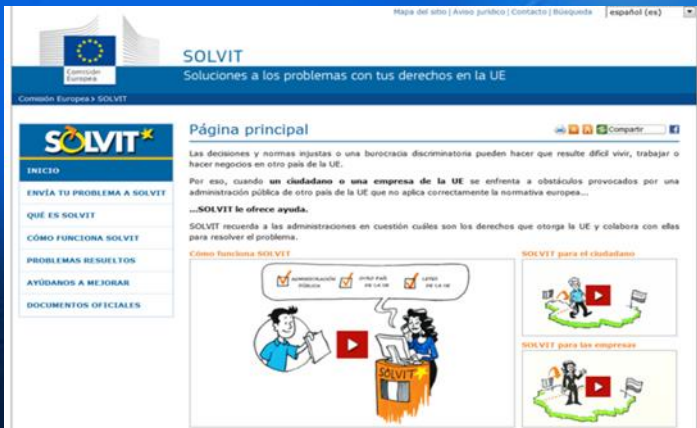 Mapa del sitio | Aviso jurídico | Contacto | Búsqueda español (es)
Comisión
Europea
SOLVIT
Soluciones a los problemas con tus derechos en la UE
Comisión Europea > SOLVIT
SOLVIT
INICIO
ENVÍA TU PROBLEMA A SOLVIT
QUÉ ES SOLVIT
CÓMO FUNCIONA SOLVIT
PROBLEMAS RESUELTOS
AYÚDANOS A MEJORAR
DOCUMENTOS OFICIALES
Página principal
Compartir
Las decisiones y normas injustas o una burocracia discriminatoria pueden hacer que resulte difícil vivir, trabajar o
hacer negocios en otro país de la UE.
Por eso, cuando un ciudadano o una empresa de la UE se enfrenta a obstáculos provocados por una
administración pública de otro país de la UE que no aplica correctamente la normativa europea...
...SOLVIT le ofrece ayuda.
SOLVIT recuerda a las administraciones en cuestión cuáles son los derechos que otorga la UE y colabora con ellas
para resolver el problema.
Cómo funciona SOLVIT
ADMINISTRACIÓN
PÚBLICA
OTRO PAÍS
DE LA UE
LEYES
DE LA UE
SOLVIT
SOLVIT para el ciudadano
SOLVIT para las empresas